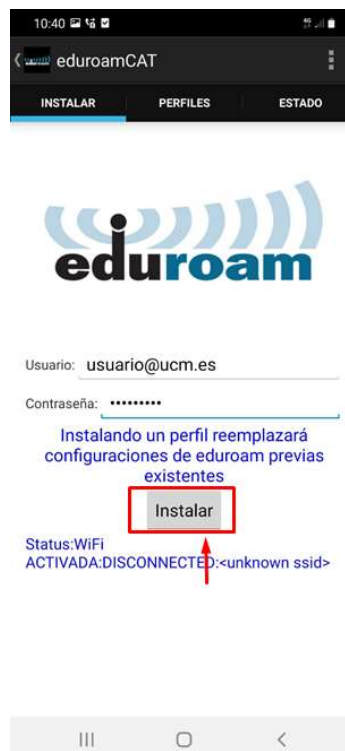 10:40
eduroamCAT
INSTALAR PERFILES ESTADO
eduroam
Usuario: usuario@ucm.es
Contraseña: •••••••••
Instalando un perfil reemplazará
configuraciones de eduroam previas
existentes
Instalar
Status:WiFi
ACTIVADA:DISCONNECTED:<unknown ssid>